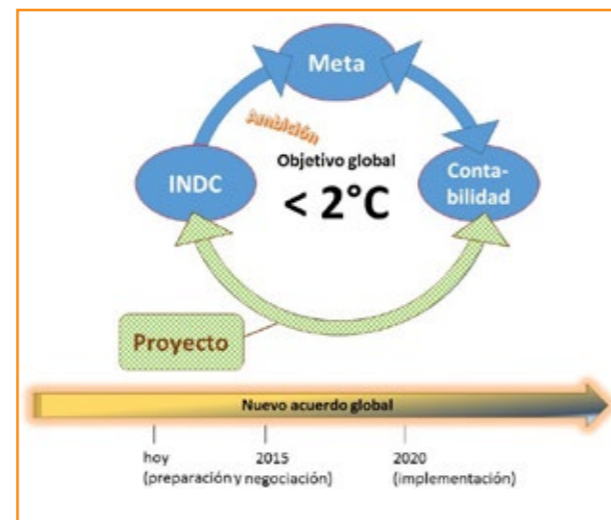 Meta
Ambición
Objetivo global
< 2°C
INDC
Conta-
bilidad
Proyecto
Nuevo acuerdo global
hoy
(preparación y negociación)
2015
2020
(implementación)